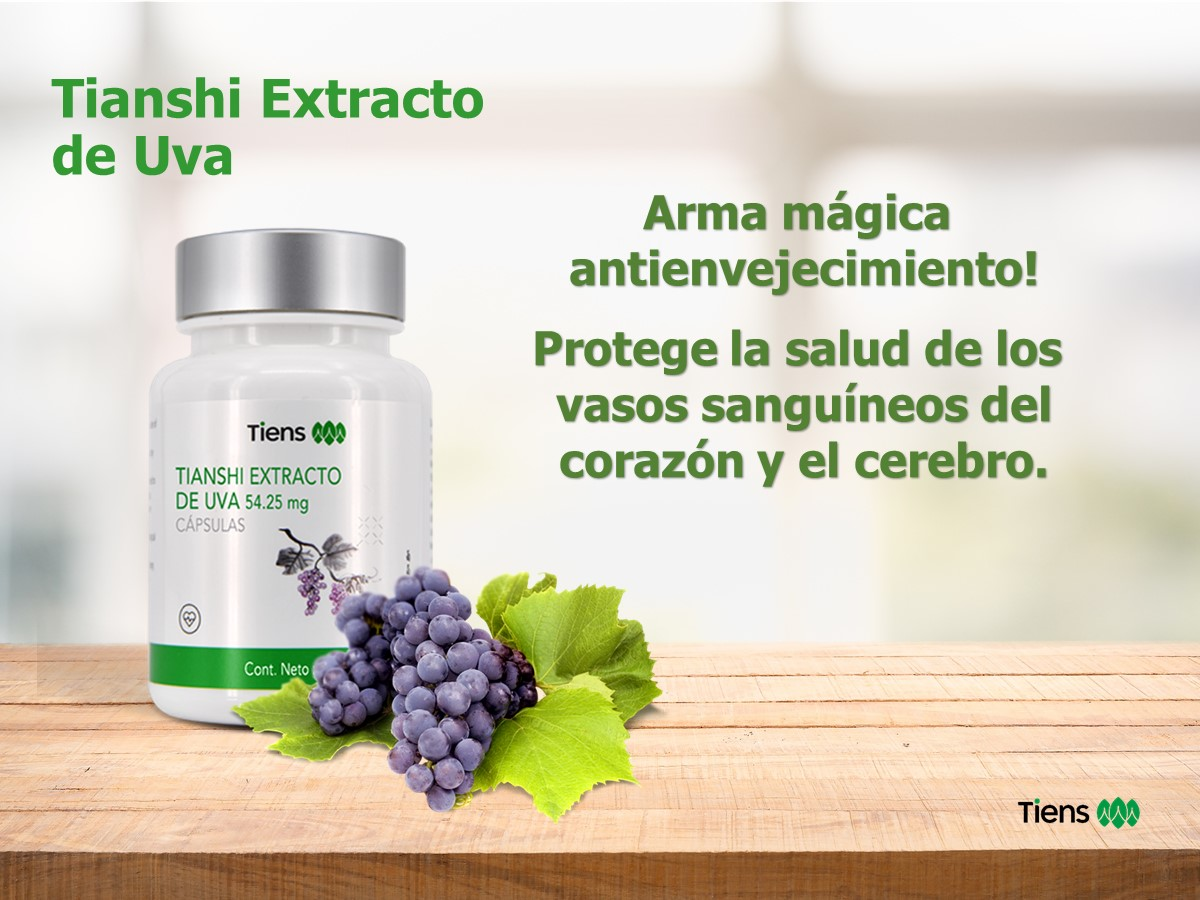 Tianshi Extracto
de Uva
Arma mágica
antienvejecimiento!
Protege la salud de los
vasos sanguíneos del
corazón y el cerebro.
Tiens
TIANSHI EXTRACTO
DE UVA 54.25 mg
CÁPSULAS
Cont. Neto
Tiens